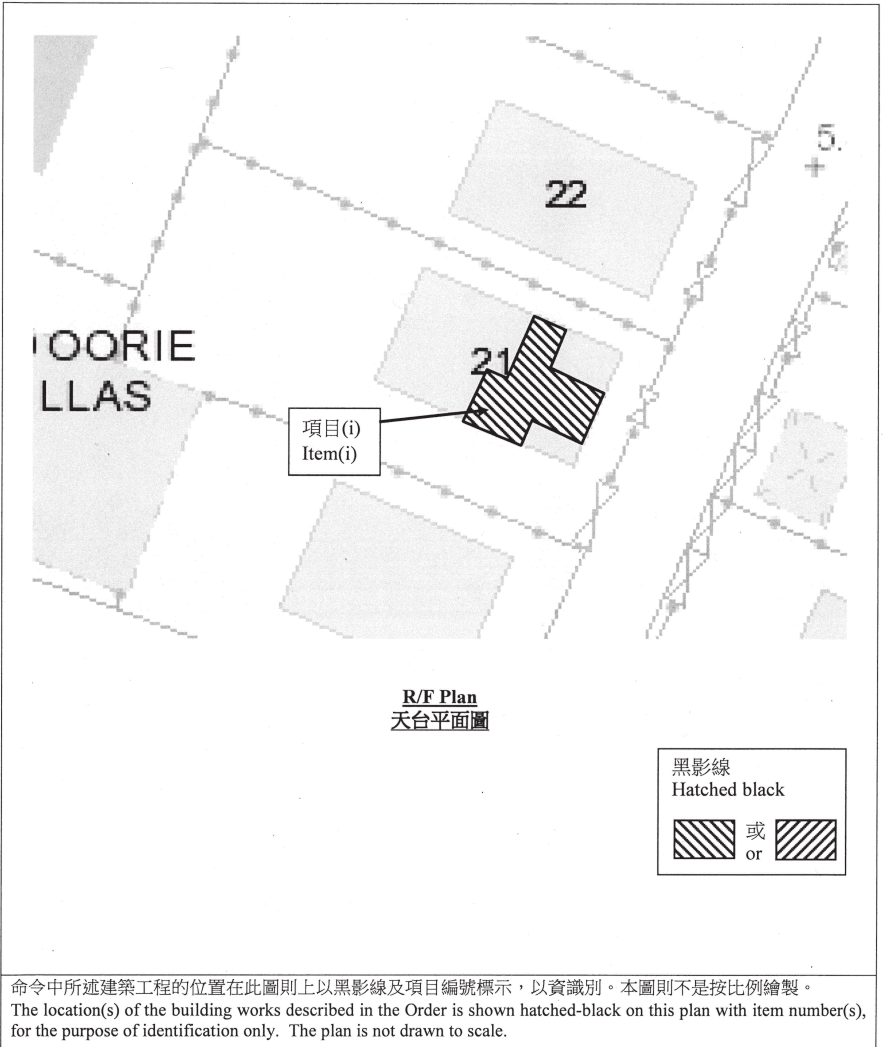 22
5.
21
OORIE
LLAS
項目(i)
Item(i)
R/F Plan
天台平面圖
黑影線
Hatched black
或
or
命令中所述建築工程的位置在此圖則上以黑影線及項目編號標示，以資識別。本圖則不是按比例繪製。
The location(s) of the building works described in the Order is shown hatched-black on this plan with item number(s),
for the purpose of identification only. The plan is not drawn to scale.